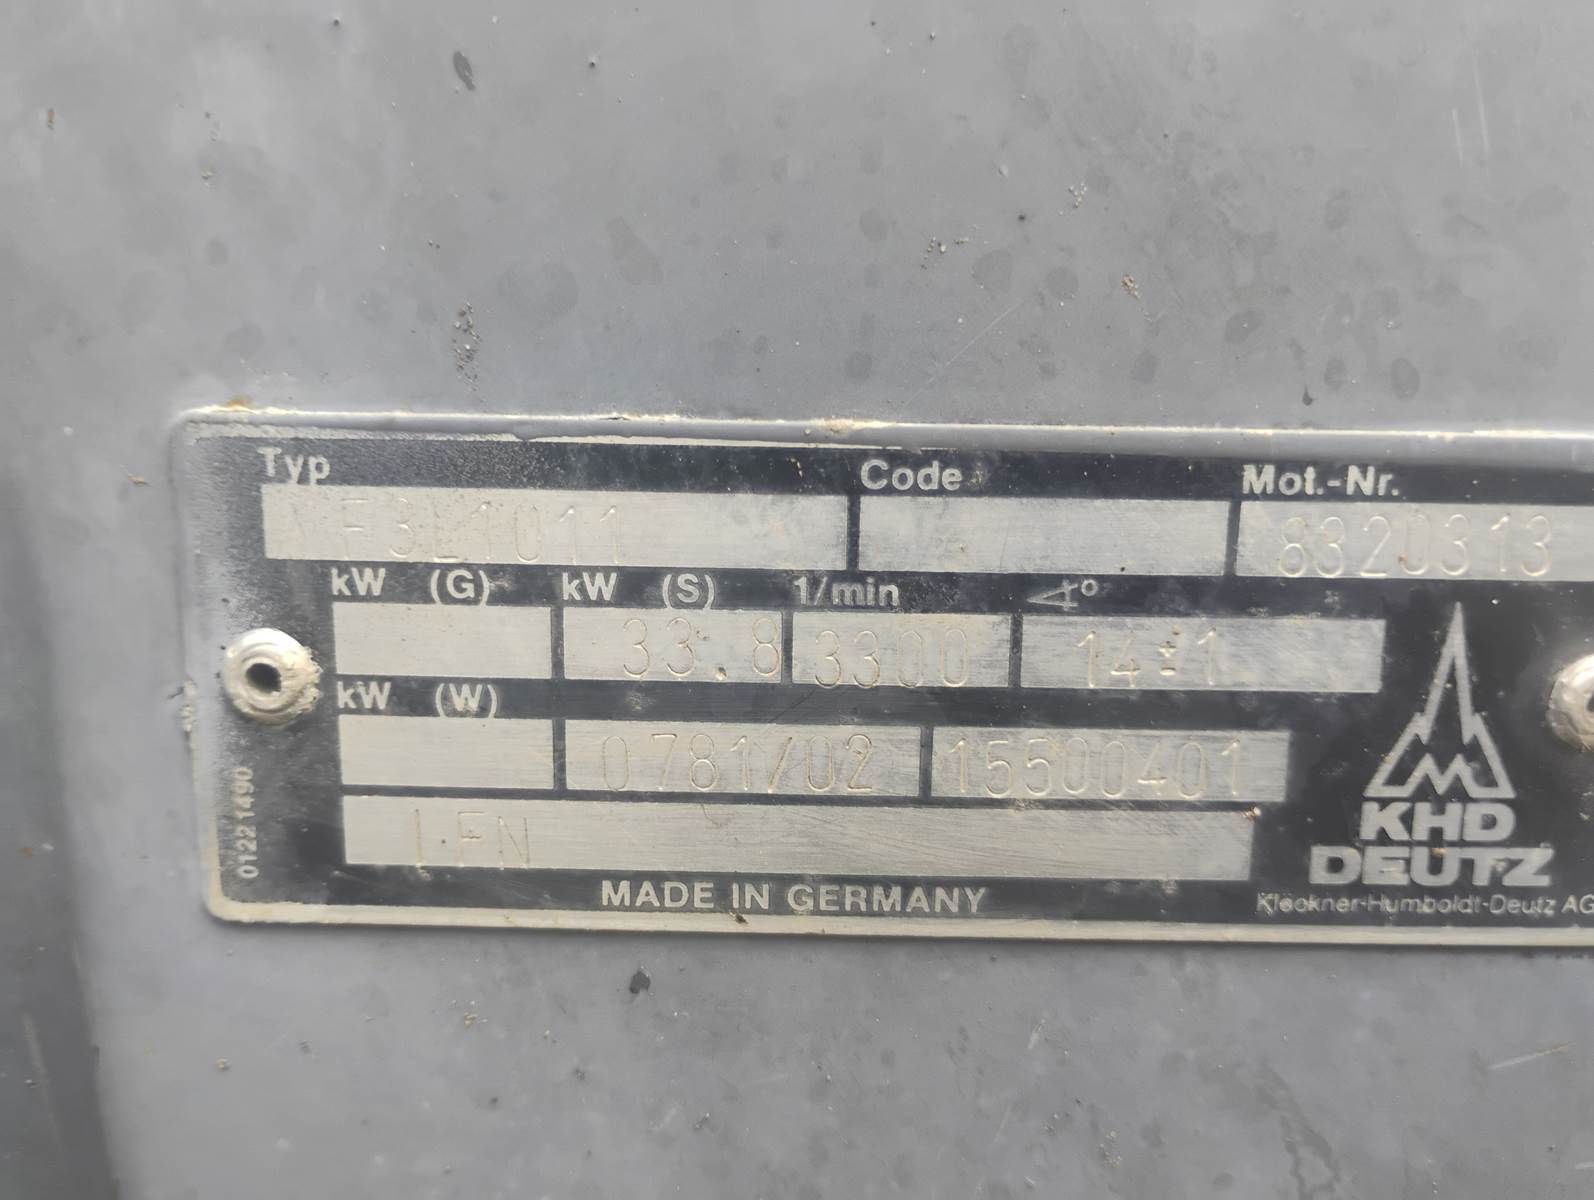 Typ Code Mot.-Nr.
F3L1011 8320313
kW (G) kW (S) 1/min ∢°
33.8 3300 14±1
kW (W)
0781/02 15500401
LFN
01221490
KHD
DEUTZ
MADE IN GERMANY
Kloekner-Humboldt-Deutz AG